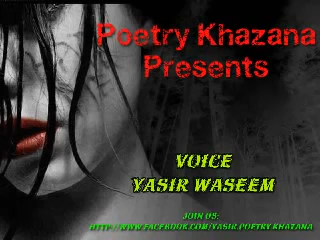 Poetry Khazana
Presents
VOICE
YASIR WASEEM
JOIN US:
HTTP://WWW.FACEBOOK.COM/YASIR.POETRY.KHAZANA